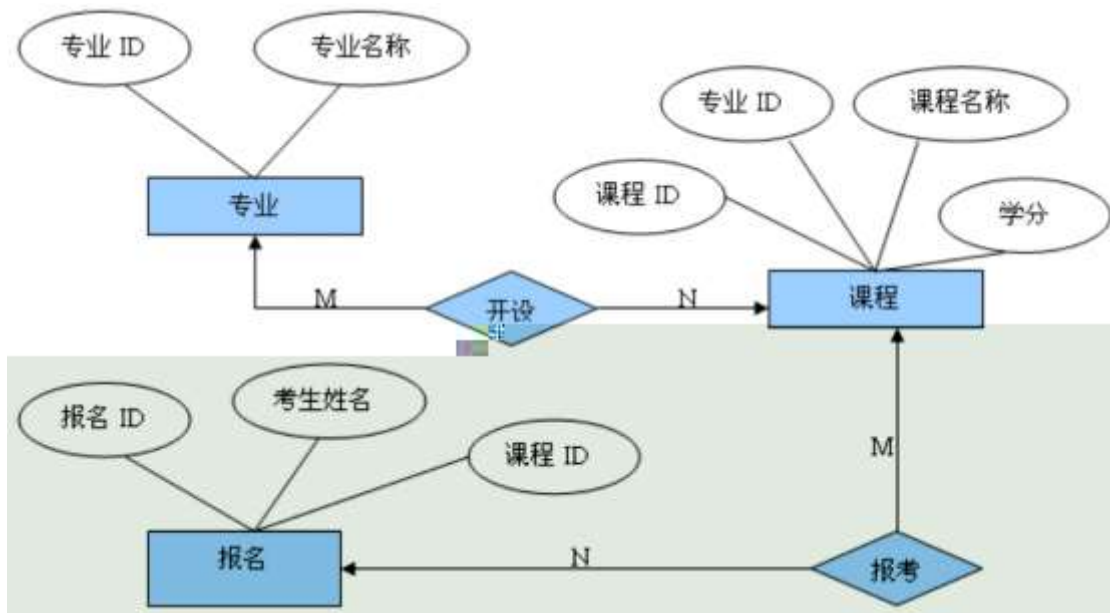 专业 ID
专业名称
专业 ID
课程名称
课程 ID
学分
专业
课程
M
开设
N
报名 ID
考生姓名
课程 ID
M
报名
N
报考